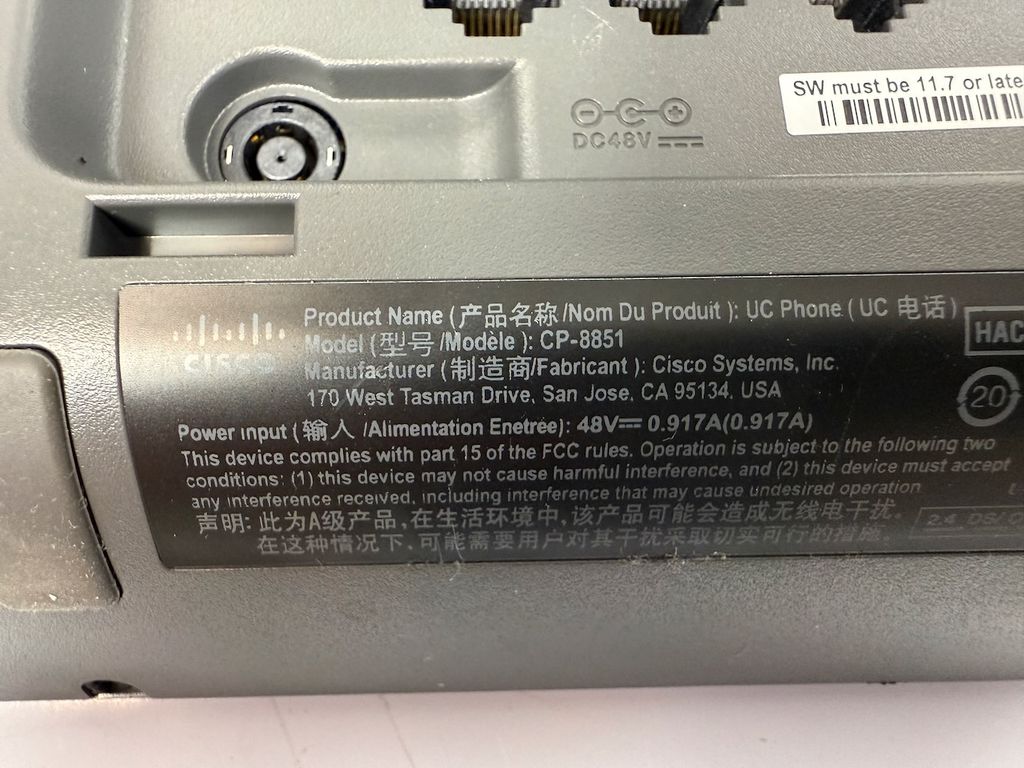 SW must be 11.7 or late
DC48V
Product Name (产品名称/Nom Du Produit): UC Phone (UC 电话)
CISCO
Model (型号/Modèle): CP-8851
HAC
Manufacturer (制造商/Fabricant): Cisco Systems, Inc.
170 West Tasman Drive, San Jose, CA 95134, USA
20
Power input (输入 /Alimentation Enetrée): 48V⎓ 0.917A(0.917A)
This device complies with part 15 of the FCC rules. Operation is subject to the following two
conditions: (1) this device may not cause harmful interference, and (2) this device must accept
any interference received, including interference that may cause undesired operation
声明: 此为A级产品,在生活环境中,该产品可能会造成无线电干扰。
在这种情况下,可能需要用户对其干扰采取切实可行的措施。